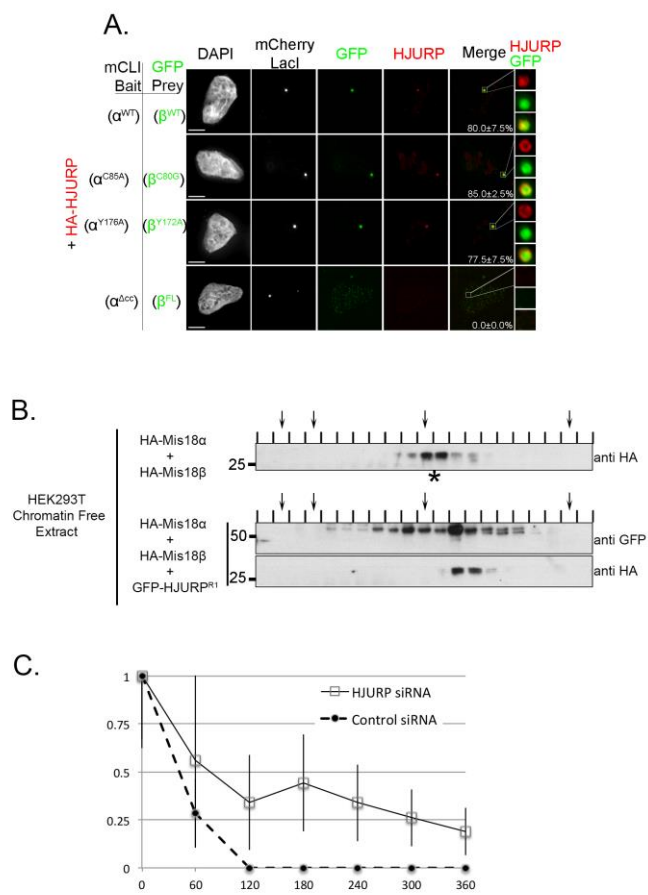 A.
mCLI GFP DAPI mCherry LacI GFP HJURP Merge HJURP GFP
Bait Prey
+ HA-HJURP
(α^WT) (β^WT) 80.0±7.5%
(α^C85A) (β^C80G) 85.0±2.5%
(α^Y176A) (β^Y172A) 77.5±7.5%
(α^Δcc) (β^FL) 0.0±0.0%
B.
HEK293T
Chromatin Free
Extract
HA-Mis18α
+
HA-Mis18β
25
anti HA
*
HA-Mis18α
+
HA-Mis18β
+
GFP-HJURP^R1
50
anti GFP
25
anti HA
C.
1
0.75
0.5
0.25
0
HJURP siRNA
Control siRNA
0 60 120 180 240 300 360